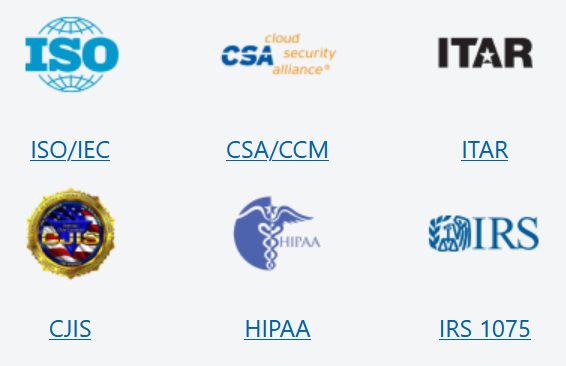 ISO
CSA cloud security alliance®
ITAR
ISO/IEC
CSA/CCM
ITAR
CJIS
HIPAA
IRS
CJIS
HIPAA
IRS 1075